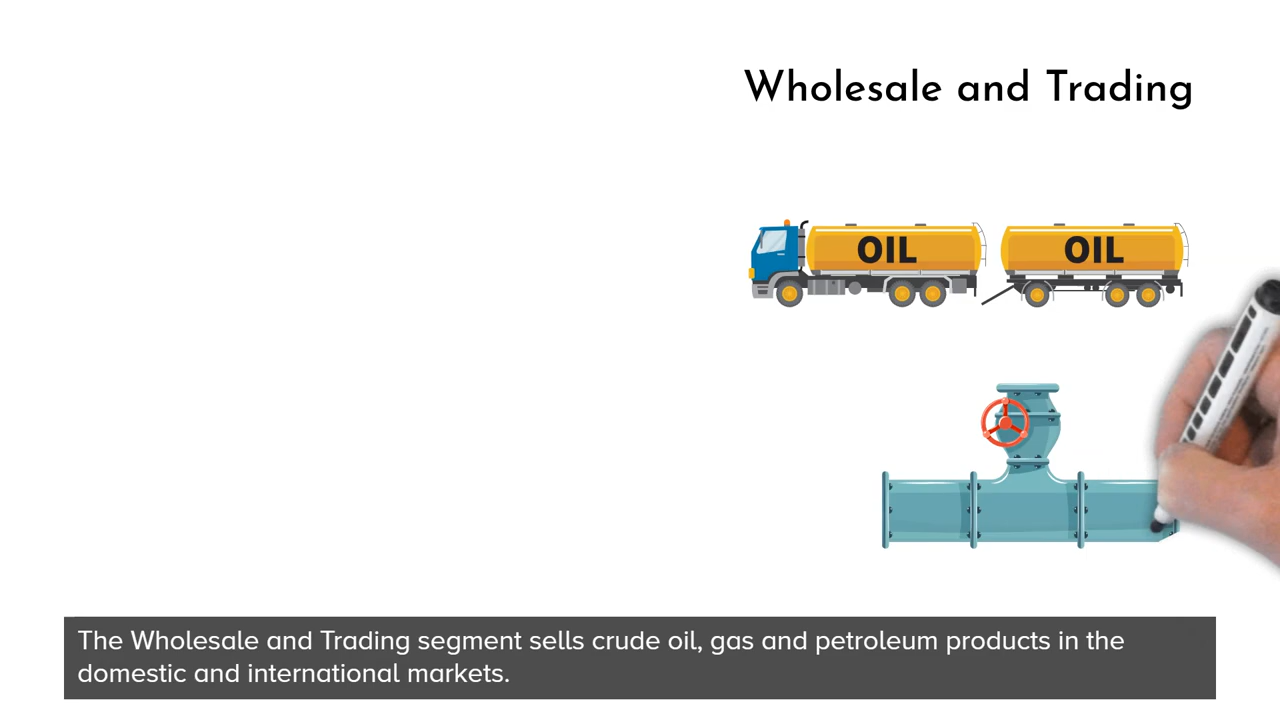 Wholesale and Trading
OIL OIL
The Wholesale and Trading segment sells crude oil, gas and petroleum products in the
domestic and international markets.